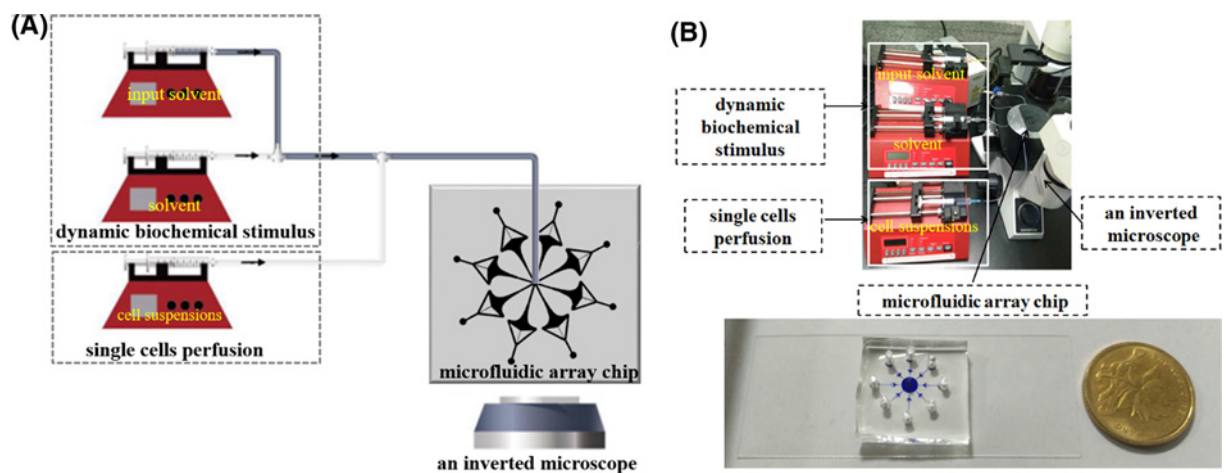 (A)
input solvent
solvent
dynamic biochemical stimulus
cell suspensions
single cells perfusion
microfluidic array chip
an inverted microscope
(B)
input solvent
solvent
cell suspensions
dynamic
biochemical
stimulus
single cells
perfusion
an inverted
microscope
microfluidic array chip